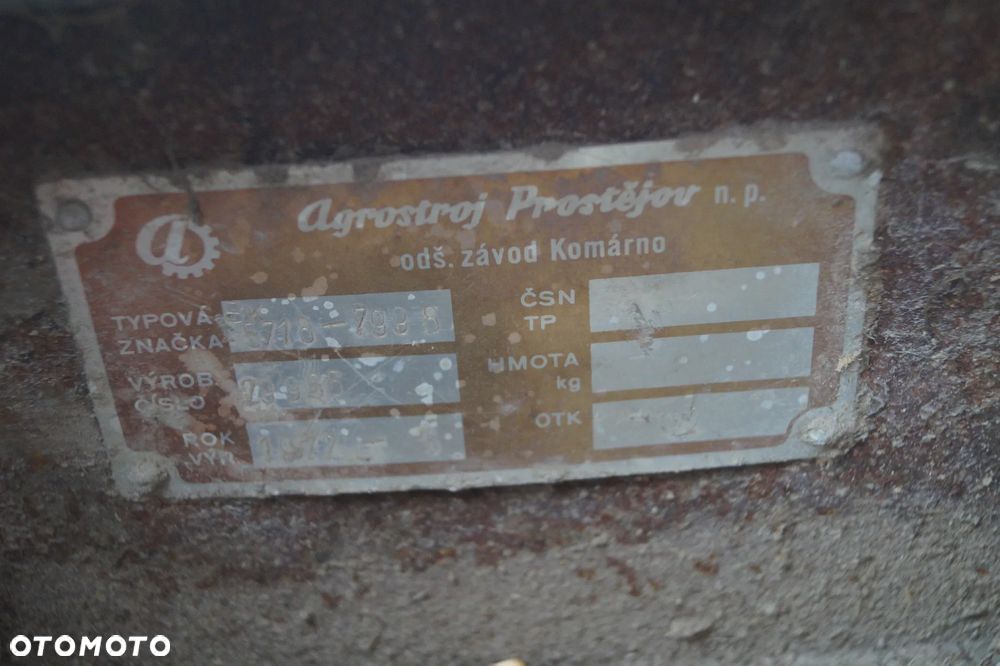 Agrostroj Prostějov n. p.
odš. závod Komárno
TYPOVÁ
ZNAČKA
ČSN
TP
VÝROB
ČÍSLO
HMOTA
kg
ROK
VÝR
OTK
OTOMOTO